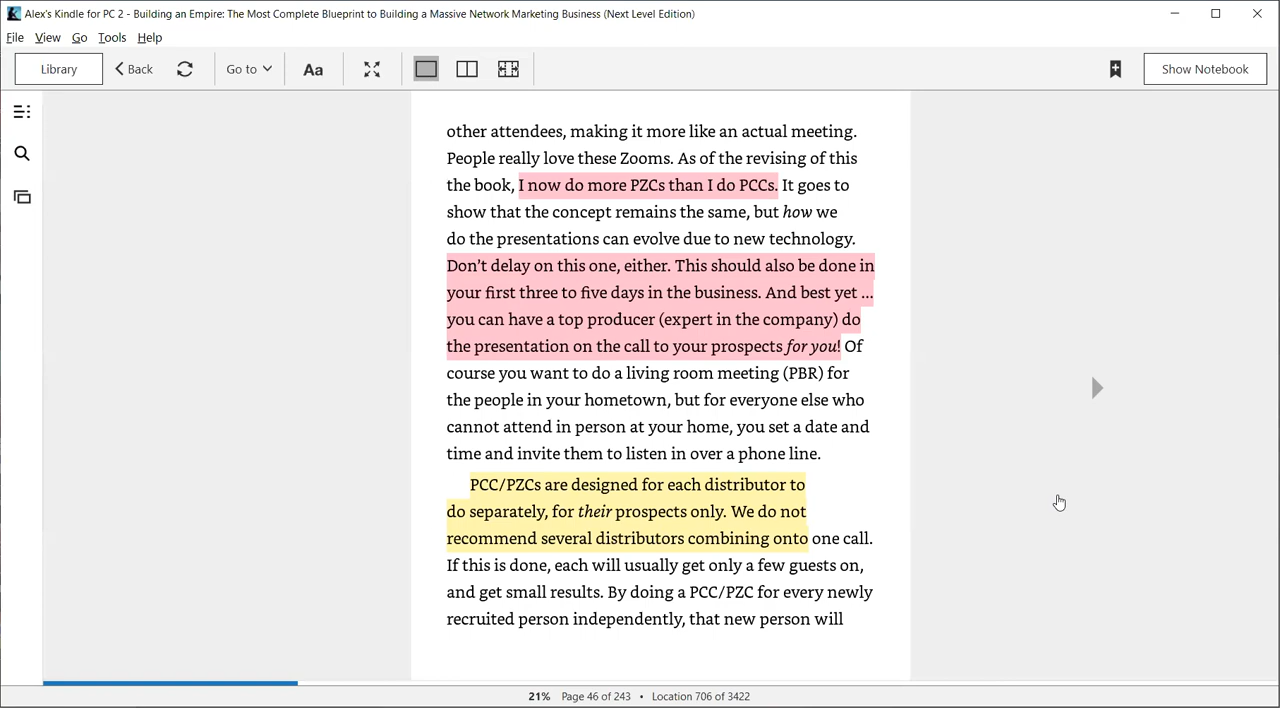 Alex's Kindle for PC 2 - Building an Empire: The Most Complete Blueprint to Building a Massive Network Marketing Business (Next Level Edition)
File View Go Tools Help
Library Back Go to Aa Show Notebook
other attendees, making it more like an actual meeting.
People really love these Zooms. As of the revising of this
the book, I now do more PZCs than I do PCCs. It goes to
show that the concept remains the same, but how we
do the presentations can evolve due to new technology.
Don't delay on this one, either. This should also be done in
your first three to five days in the business. And best yet ...
you can have a top producer (expert in the company) do
the presentation on the call to your prospects for you! Of
course you want to do a living room meeting (PBR) for
the people in your hometown, but for everyone else who
cannot attend in person at your home, you set a date and
time and invite them to listen in over a phone line.
PCC/PZCs are designed for each distributor to
do separately, for their prospects only. We do not
recommend several distributors combining onto one call.
If this is done, each will usually get only a few guests on,
and get small results. By doing a PCC/PZC for every newly
recruited person independently, that new person will
21% Page 46 of 243 • Location 706 of 3422